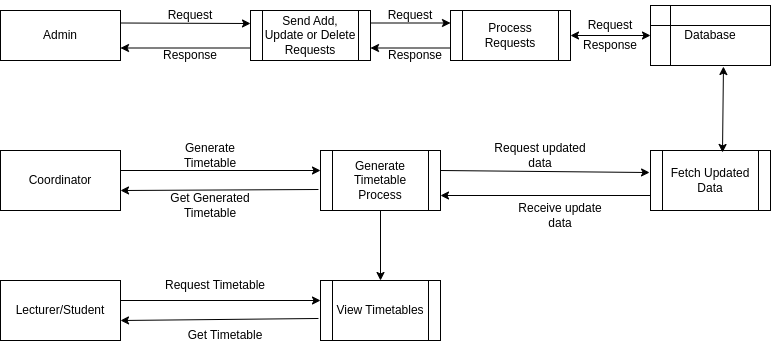 Request
Request
Request
Admin
Send Add,
Update or Delete
Requests
Process
Requests
Database
Response
Response
Response
Generate
Timetable
Request updated
data
Coordinator
Generate
Timetable
Process
Fetch Updated
Data
Get Generated
Timetable
Receive update
data
Request Timetable
Lecturer/Student
View Timetables
Get Timetable